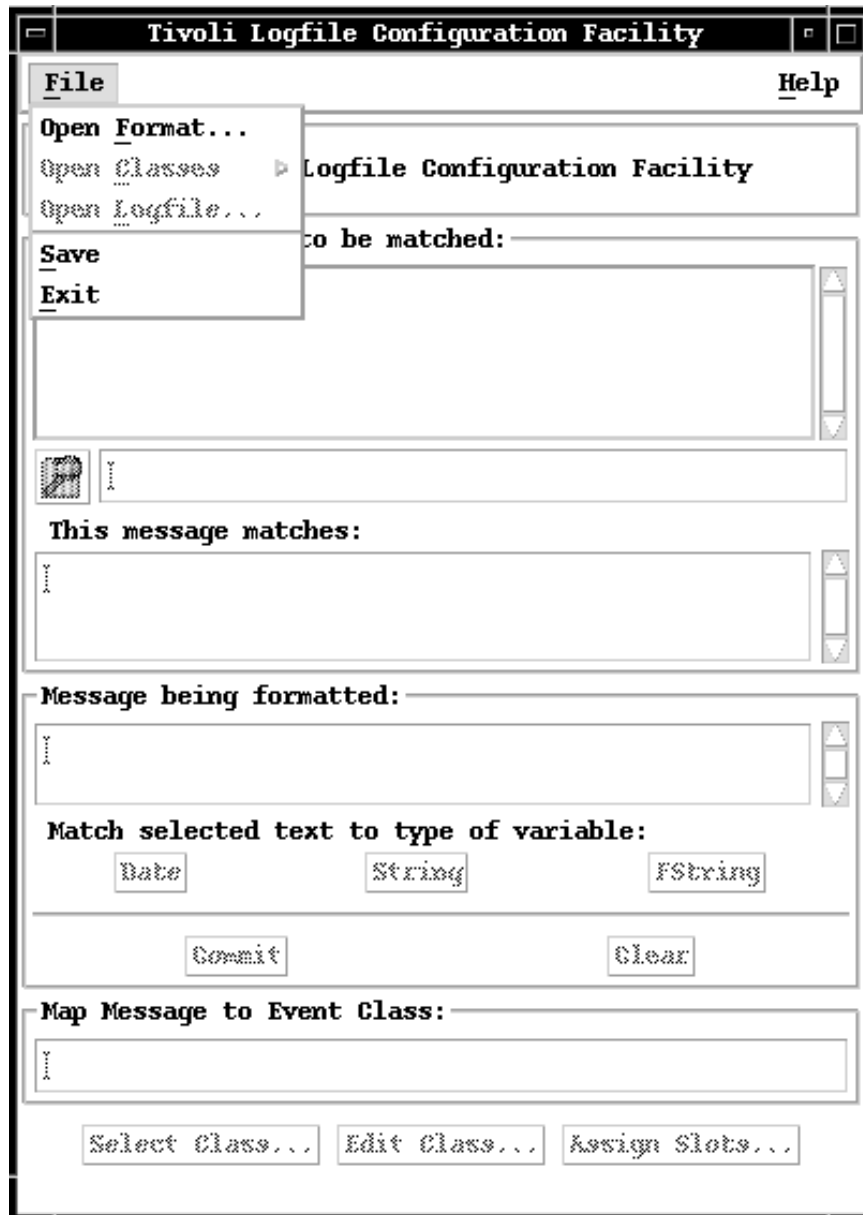 Tivoli Logfile Configuration Facility
File Help
Open Format...
Open Classes
Logfile Configuration Facility
Open Logfile...
to be matched:
Save
Exit
This message matches:
Message being formatted:
Match selected text to type of variable:
Date String FString
Commit Clear
Map Message to Event Class:
Select Class... Edit Class... Assign Slots...